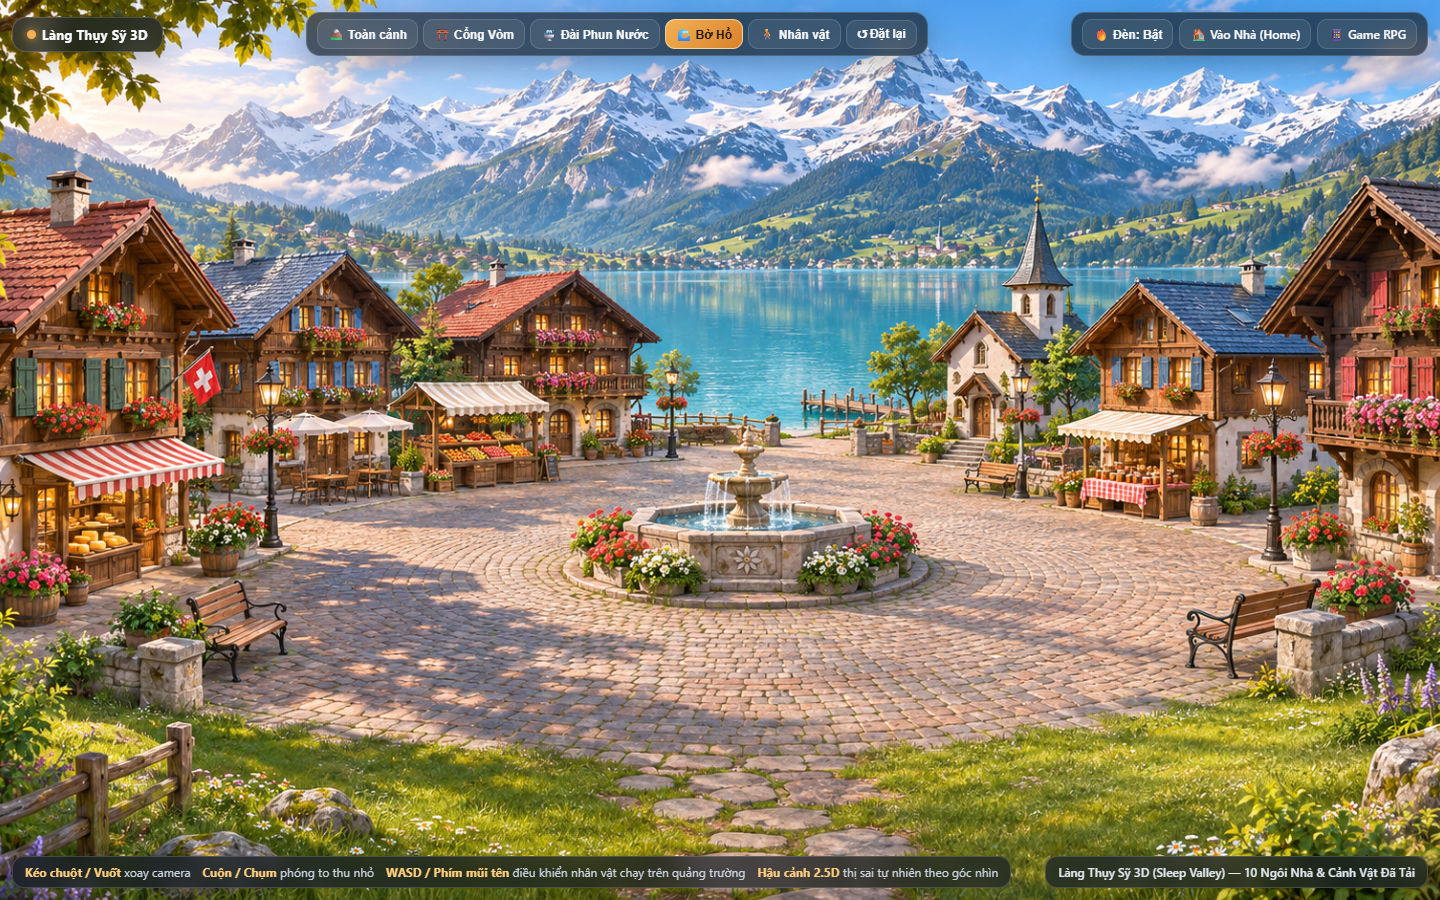 Làng Thụy Sỹ 3D
Toàn cảnh
Cổng Vòm
Đài Phun Nước
Bờ Hồ
Nhân vật
↺ Đặt lại
Đèn: Bật
Vào Nhà (Home)
Game RPG
Kéo chuột / Vuốt xoay camera Cuộn / Chụm phóng to thu nhỏ WASD / Phím mũi tên điều khiển nhân vật chạy trên quảng trường Hậu cảnh 2.5D thị sai tự nhiên theo góc nhìn
Làng Thụy Sỹ 3D (Sleep Valley) — 10 Ngôi Nhà & Cảnh Vật Đã Tải